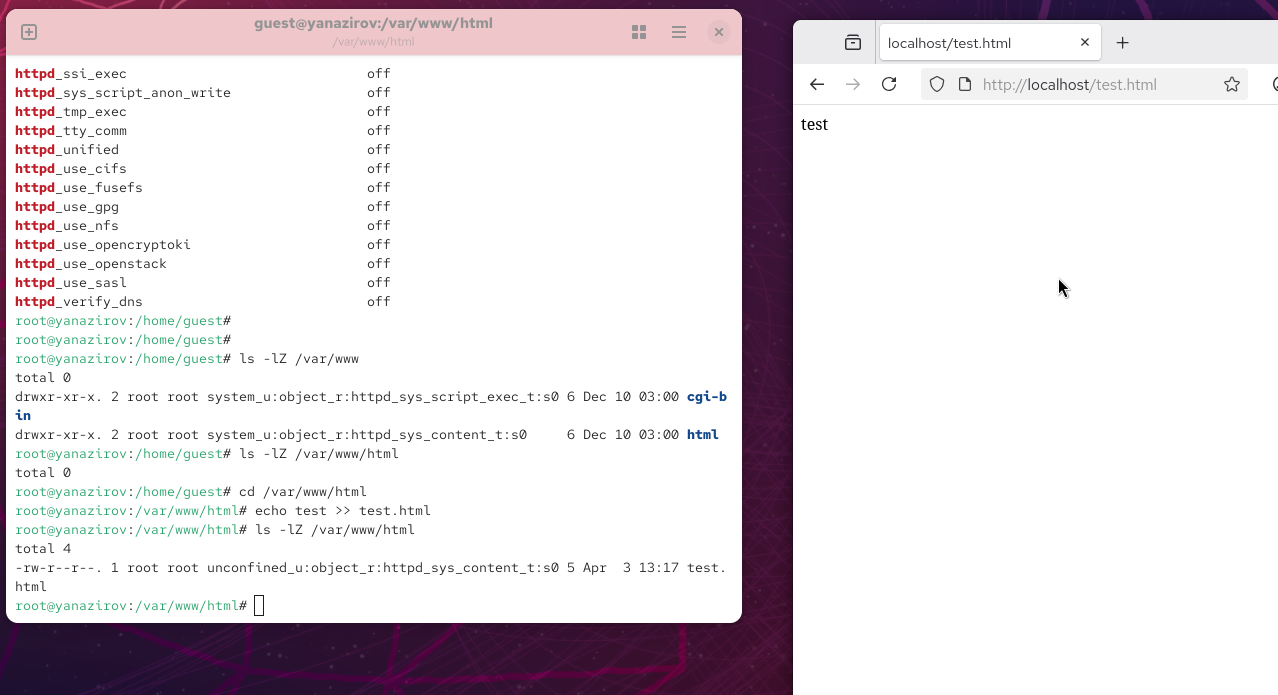 guest@yanazirov:/var/www/html
/var/www/html
httpd_ssi_exec off
httpd_sys_script_anon_write off
httpd_tmp_exec off
httpd_tty_comm off
httpd_unified off
httpd_use_cifs off
httpd_use_fusefs off
httpd_use_gpg off
httpd_use_nfs off
httpd_use_opencryptoki off
httpd_use_openstack off
httpd_use_sasl off
httpd_verify_dns off
root@yanazirov:/home/guest#
root@yanazirov:/home/guest#
root@yanazirov:/home/guest# ls -lZ /var/www
total 0
drwxr-xr-x. 2 root root system_u:object_r:httpd_sys_script_exec_t:s0 6 Dec 10 03:00 cgi-b
in
drwxr-xr-x. 2 root root system_u:object_r:httpd_sys_content_t:s0     6 Dec 10 03:00 html
root@yanazirov:/home/guest# ls -lZ /var/www/html
total 0
root@yanazirov:/home/guest# cd /var/www/html
root@yanazirov:/var/www/html# echo test >> test.html
root@yanazirov:/var/www/html# ls -lZ /var/www/html
total 4
-rw-r--r--. 1 root root unconfined_u:object_r:httpd_sys_content_t:s0 5 Apr  3 13:17 test.
html
root@yanazirov:/var/www/html#
localhost/test.html
http://localhost/test.html
test